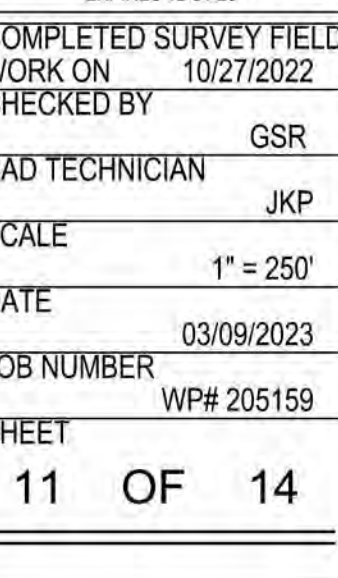 OMPLETED SURVEY FIELD
WORK ON 10/27/2022
HECKED BY
GSR
AD TECHNICIAN
JKP
CALE
1" = 250'
ATE
03/09/2023
OB NUMBER
WP# 205159
HEET
11 OF 14